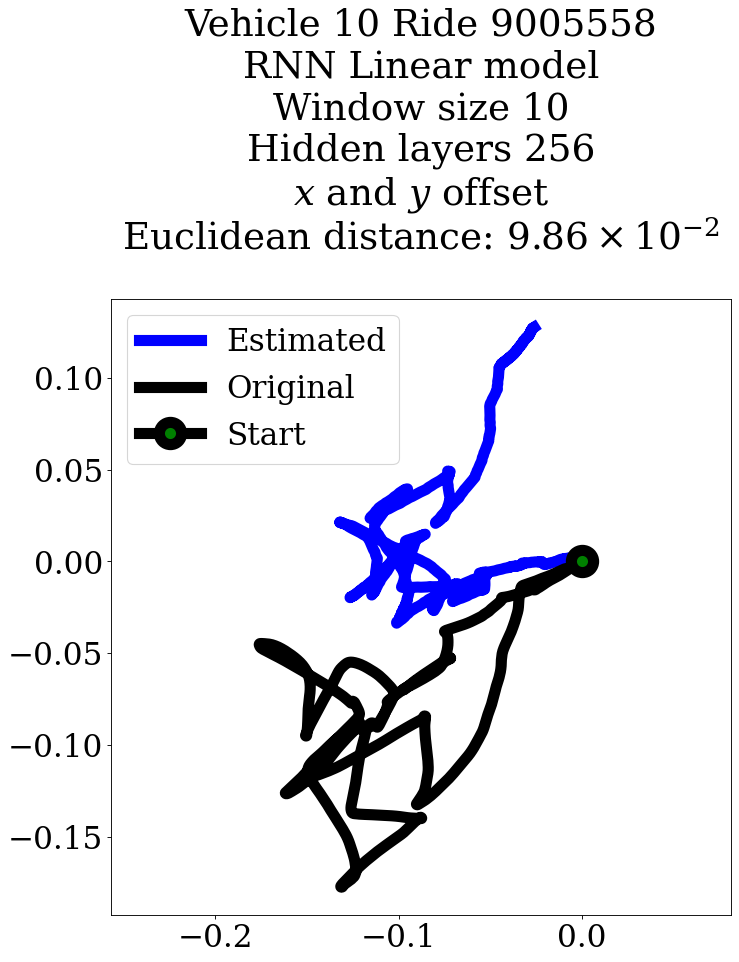 Vehicle 10 Ride 9005558
RNN Linear model
Window size 10
Hidden layers 256
x and y offset
Euclidean distance: 9.86 × 10⁻²
Estimated
Original
Start
0.10
0.05
0.00
−0.05
−0.10
−0.15
−0.2
−0.1
0.0